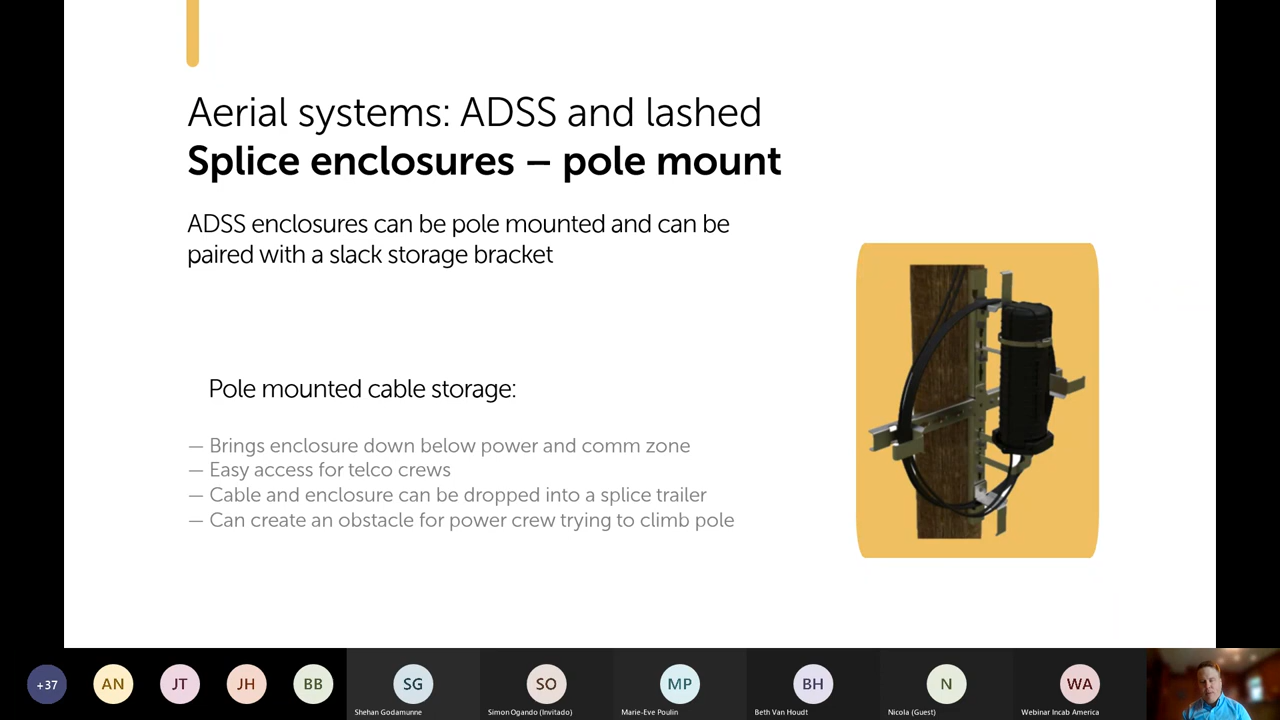 Aerial systems: ADSS and lashed
Splice enclosures – pole mount
ADSS enclosures can be pole mounted and can be
paired with a slack storage bracket
Pole mounted cable storage:
— Brings enclosure down below power and comm zone
— Easy access for telco crews
— Cable and enclosure can be dropped into a splice trailer
— Can create an obstacle for power crew trying to climb pole
+37
AN
JT
JH
BB
SG
SO
MP
BH
N
WA
Shehan Godamunne
Simon Ogando (Invitado)
Marie-Eve Poulin
Beth Van Houdt
Nicola (Guest)
Webinar Incab America